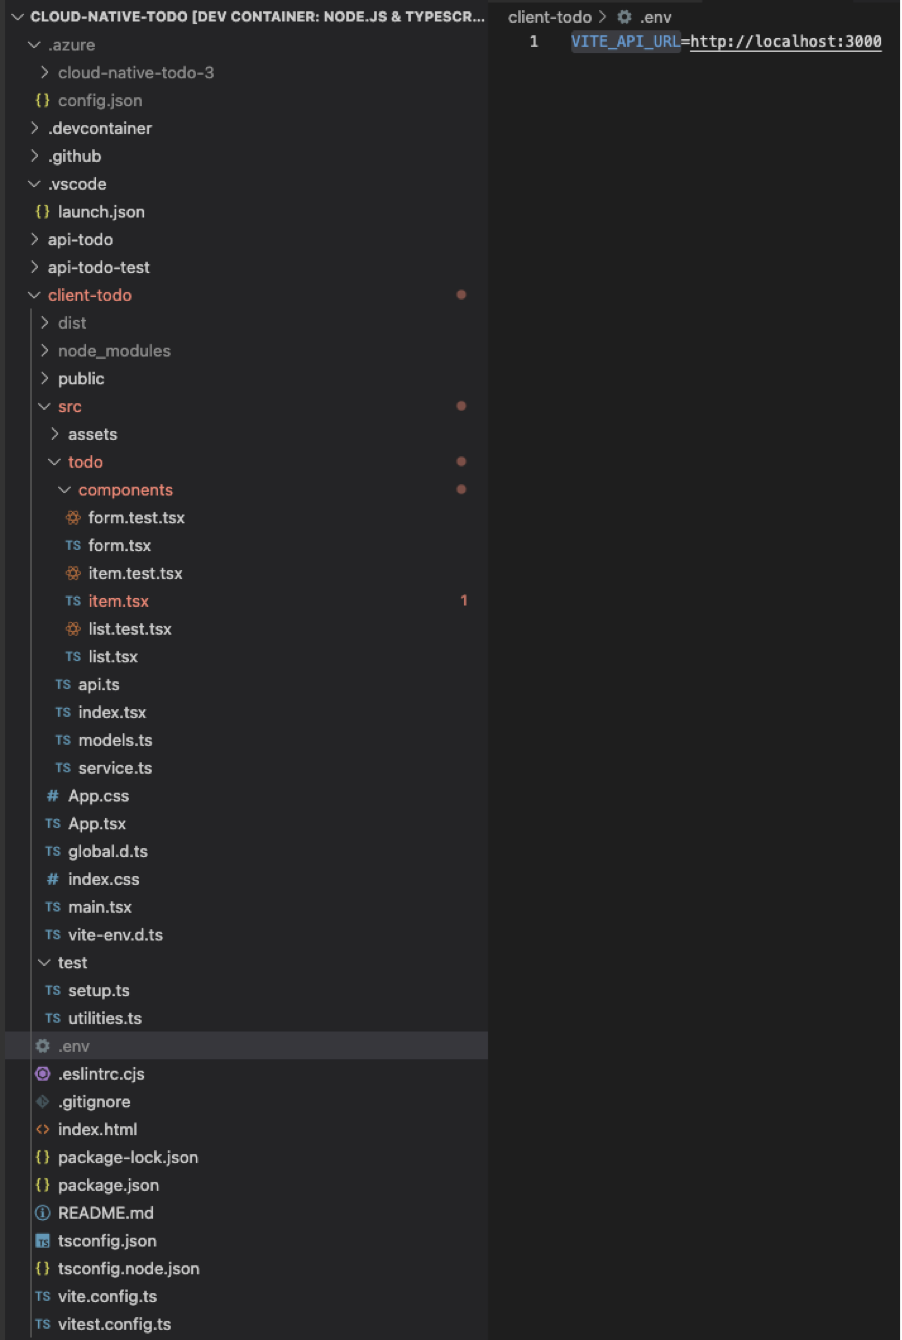 CLOUD-NATIVE-TODO [DEV CONTAINER: NODE.JS & TYPESCR...
.azure
cloud-native-todo-3
{} config.json
.devcontainer
.github
.vscode
{} launch.json
api-todo
api-todo-test
client-todo
dist
node_modules
public
src
assets
todo
components
form.test.tsx
TS form.tsx
item.test.tsx
TS item.tsx 1
list.test.tsx
TS list.tsx
TS api.ts
TS index.tsx
TS models.ts
TS service.ts
# App.css
TS App.tsx
TS global.d.ts
# index.css
TS main.tsx
TS vite-env.d.ts
test
TS setup.ts
TS utilities.ts
.env
.eslintrc.cjs
.gitignore
<> index.html
{} package-lock.json
{} package.json
README.md
TS tsconfig.json
{} tsconfig.node.json
TS vite.config.ts
TS vitest.config.ts
client-todo > .env
1 VITE_API_URL=http://localhost:3000